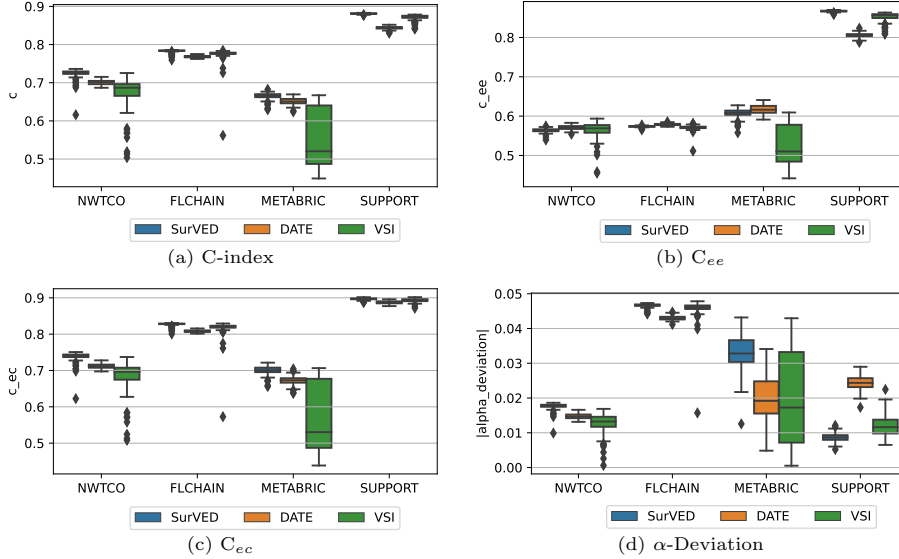 0.9
0.8
0.7
0.6
0.5
c
NWTCO FLCHAIN METABRIC SUPPORT
SurVED DATE VSI
(a) C-index
0.8
0.7
0.6
0.5
c_ee
NWTCO FLCHAIN METABRIC SUPPORT
SurVED DATE VSI
(b) C_ee
0.9
0.8
0.7
0.6
0.5
c_ec
NWTCO FLCHAIN METABRIC SUPPORT
SurVED DATE VSI
(c) C_ec
0.05
0.04
0.03
0.02
0.01
0.00
|alpha_deviation|
NWTCO FLCHAIN METABRIC SUPPORT
SurVED DATE VSI
(d) α-Deviation